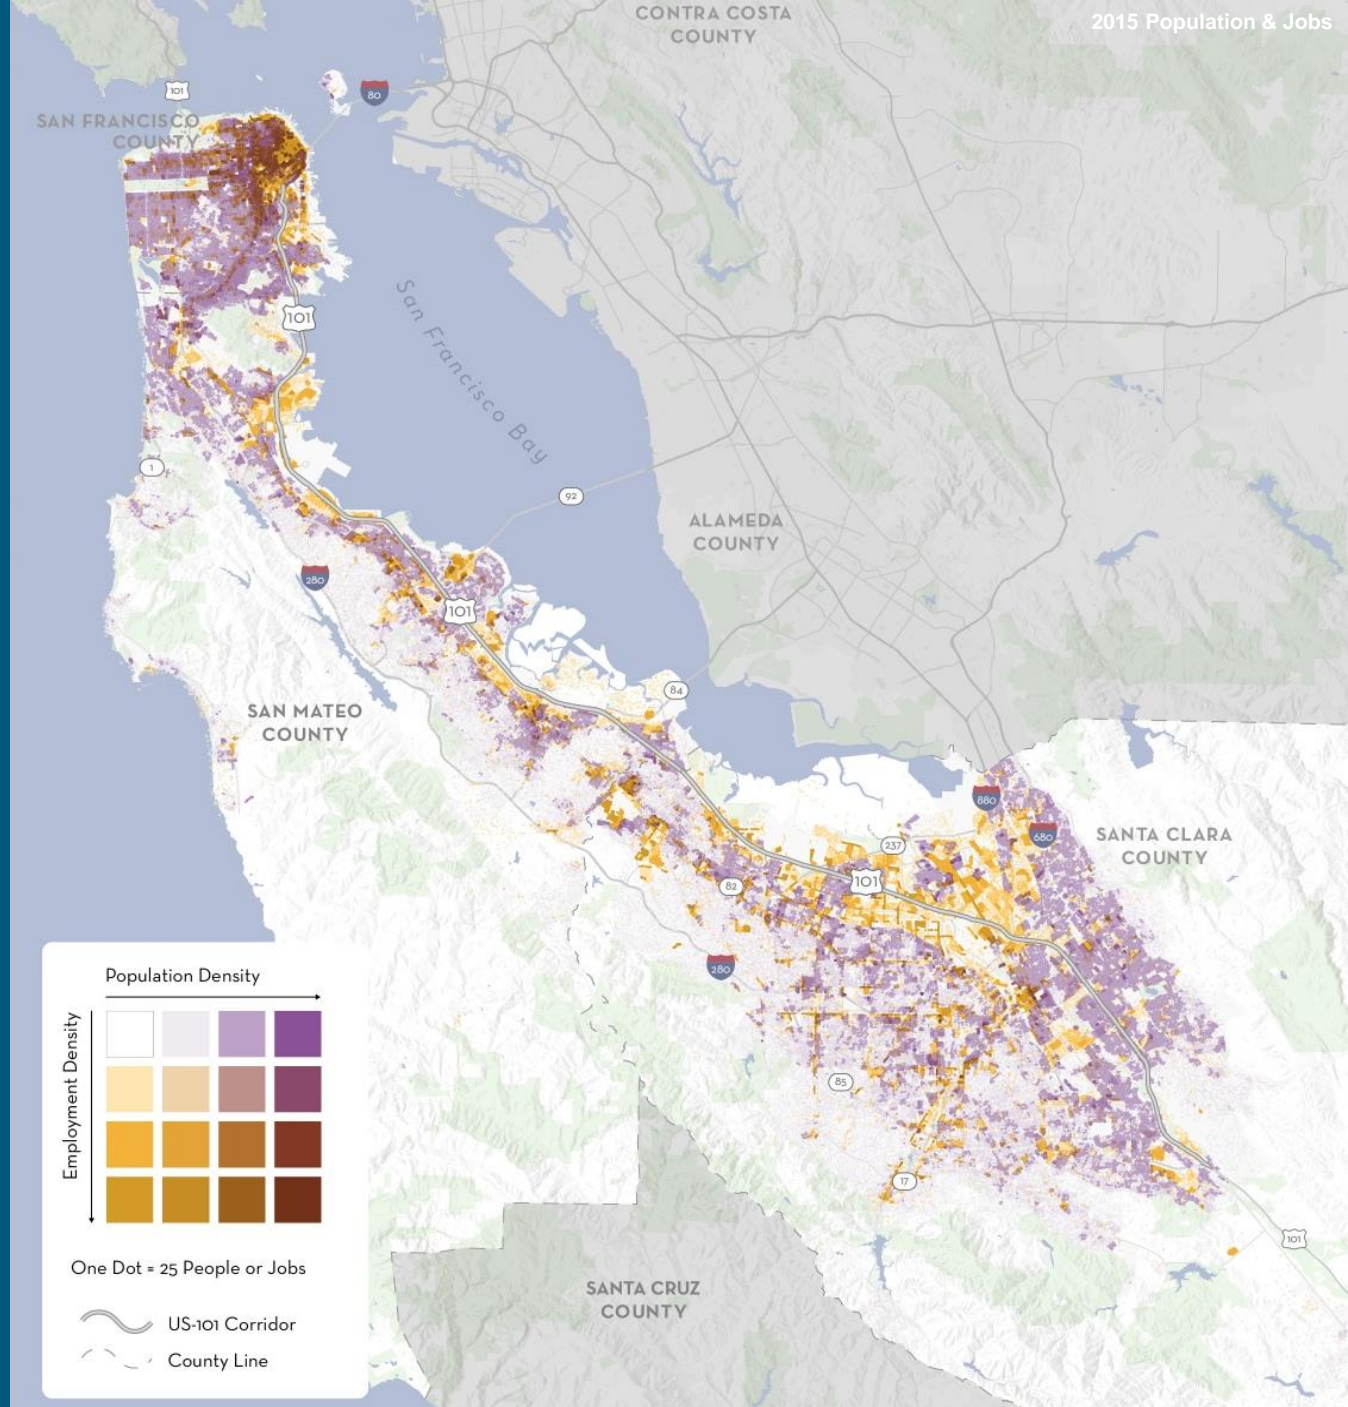 CONTRA COSTA
COUNTY
2015 Population & Jobs
101
80
SAN FRANCISCO
COUNTY
San Francisco Bay
101
1
92
ALAMEDA
COUNTY
280
101
84
SAN MATEO
COUNTY
880
680
237
SANTA CLARA
COUNTY
101
82
280
85
17
101
SANTA CRUZ
COUNTY
Population Density
Employment Density
One Dot = 25 People or Jobs
US-101 Corridor
County Line